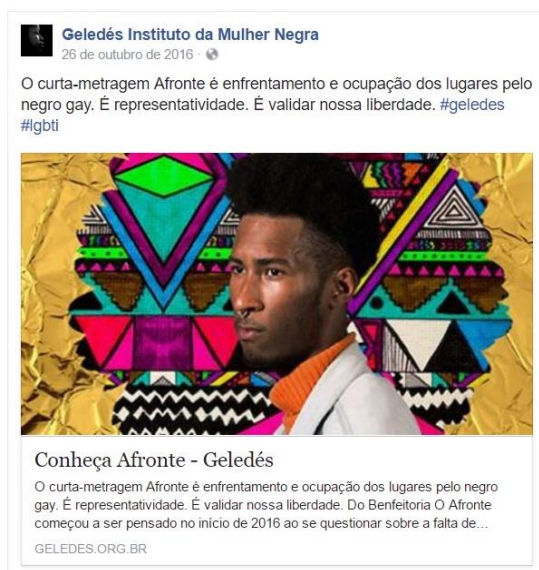 Geledés Instituto da Mulher Negra
26 de outubro de 2016 ·
O curta-metragem Afronte é enfrentamento e ocupação dos lugares pelo
negro gay. É representatividade. É validar nossa liberdade. #geledes
#lgbti
Conheça Afronte - Geledés
O curta-metragem Afronte é enfrentamento e ocupação dos lugares pelo negro
gay. É representatividade. É validar nossa liberdade. Do Benfeitoria O Afronte
começou a ser pensado no início de 2016 ao se questionar sobre a falta de...
GELEDES.ORG.BR